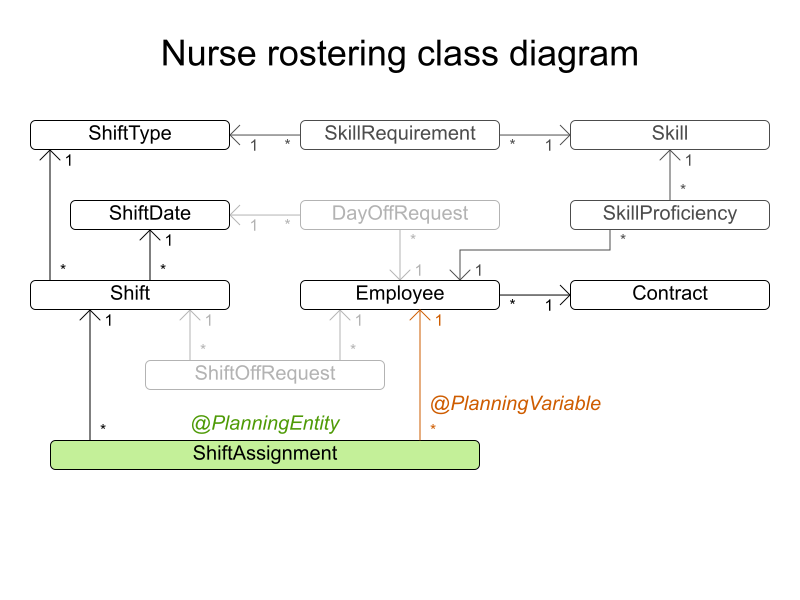 Nurse rostering class diagram
ShiftType
1
*
SkillRequirement
*
1
Skill
1
1
*
ShiftDate
1
*
DayOffRequest
SkillProficiency
1
*
*
*
*
1
1
Shift
Employee
*
1
Contract
1
1
1
1
*
*
ShiftOffRequest
@PlanningVariable
*
@PlanningEntity
*
ShiftAssignment